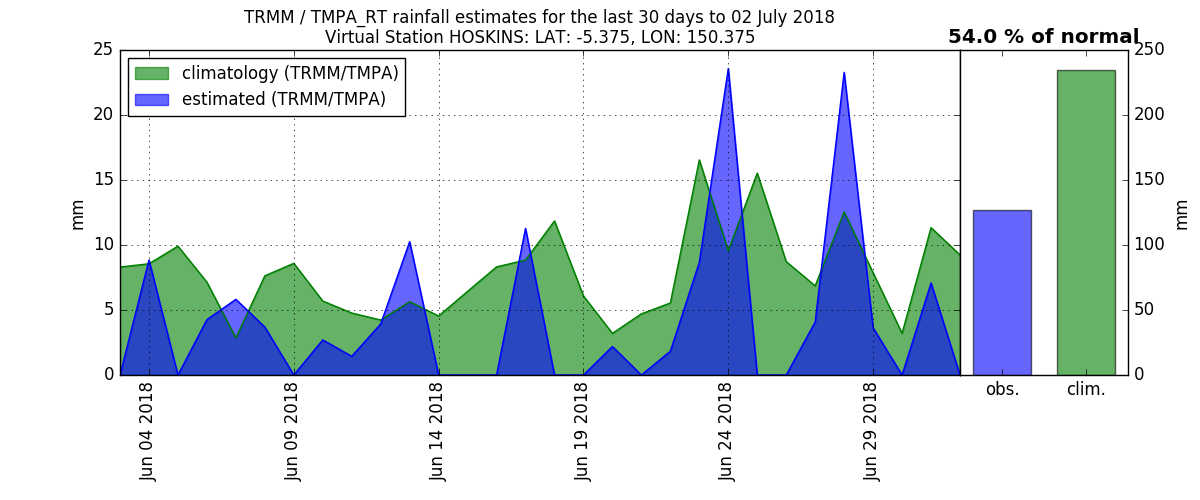 TRMM / TMPA_RT rainfall estimates for the last 30 days to 02 July 2018
Virtual Station HOSKINS: LAT: -5.375, LON: 150.375
54.0 % of normal
climatology (TRMM/TMPA)
estimated (TRMM/TMPA)
25
20
15
10
5
0
mm
Jun 04 2018
Jun 09 2018
Jun 14 2018
Jun 19 2018
Jun 24 2018
Jun 29 2018
obs.
clim.
250
200
150
100
50
0
mm